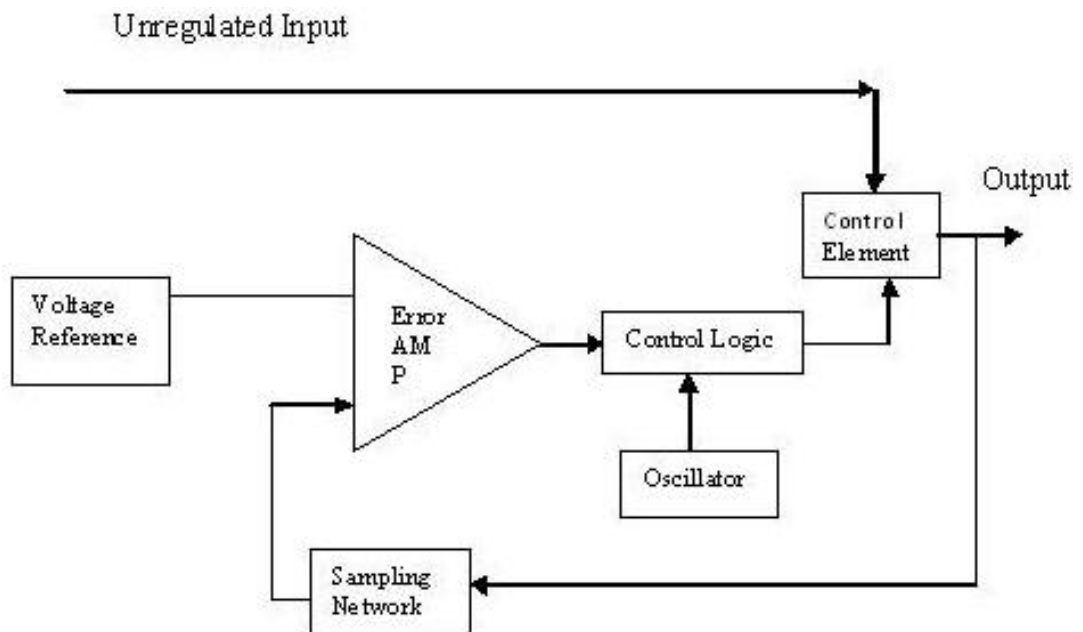 Unregulated Input
Output
Control
Element
Voltage
Reference
Error
AM
P
Control Logic
Oscillator
Sampling
Network